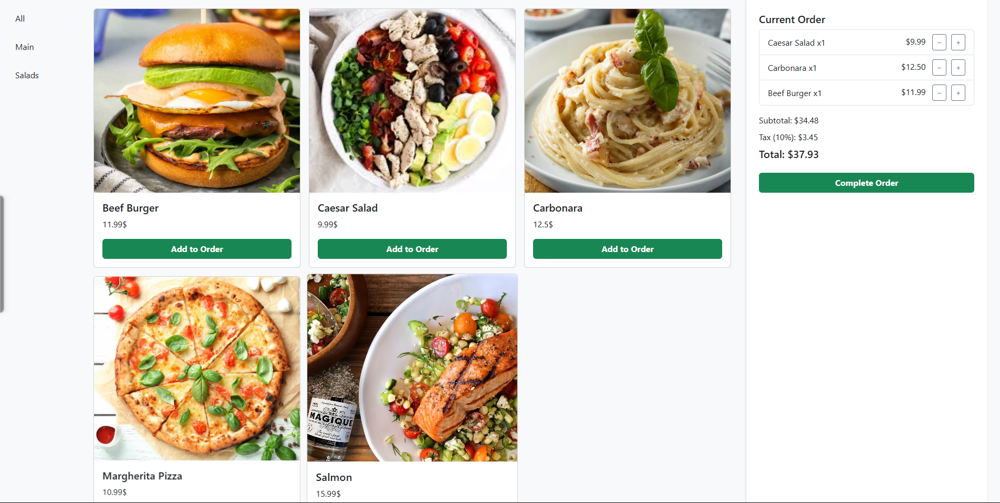 All
Main
Salads
Beef Burger
11.99$
Add to Order
Caesar Salad
9.99$
Add to Order
Carbonara
12.5$
Add to Order
Margherita Pizza
10.99$
SEL
MAGIQUE
Salmon
15.99$
Current Order
Caesar Salad x1 $9.99 − +
Carbonara x1 $12.50 − +
Beef Burger x1 $11.99 − +
Subtotal: $34.48
Tax (10%): $3.45
Total: $37.93
Complete Order